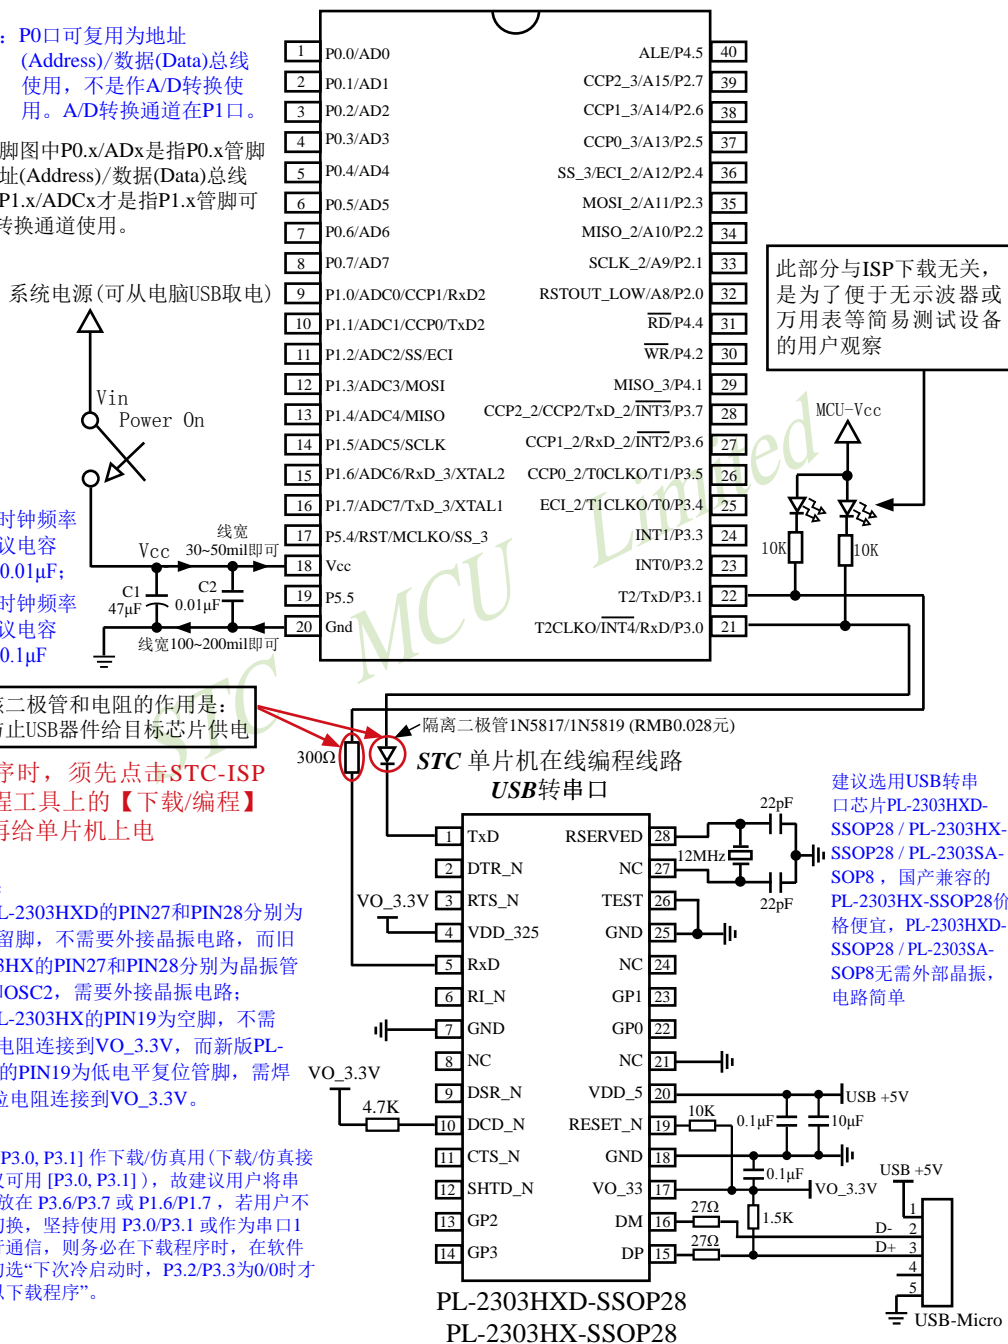 ：P0口可复用为地址
(Address)/数据(Data)总线
使用，不是作A/D转换使
用。A/D转换通道在P1口。
脚图中P0.x/ADx是指P0.x管脚
址(Address)/数据(Data)总线
P1.x/ADCx才是指P1.x管脚可
转换通道使用。
1 P0.0/AD0
2 P0.1/AD1
3 P0.2/AD2
4 P0.3/AD3
5 P0.4/AD4
6 P0.5/AD5
7 P0.6/AD6
8 P0.7/AD7
9 P1.0/ADC0/CCP1/RxD2
10 P1.1/ADC1/CCP0/TxD2
11 P1.2/ADC2/SS/ECI
12 P1.3/ADC3/MOSI
13 P1.4/ADC4/MISO
14 P1.5/ADC5/SCLK
15 P1.6/ADC6/RxD_3/XTAL2
16 P1.7/ADC7/TxD_3/XTAL1
17 P5.4/RST/MCLKO/SS_3
18 Vcc
19 P5.5
20 Gnd
ALE/P4.5 40
CCP2_3/A15/P2.7 39
CCP1_3/A14/P2.6 38
CCP0_3/A13/P2.5 37
SS_3/ECI_2/A12/P2.4 36
MOSI_2/A11/P2.3 35
MISO_2/A10/P2.2 34
SCLK_2/A9/P2.1 33
RSTOUT_LOW/A8/P2.0 32
RD/P4.4 31
WR/P4.2 30
MISO_3/P4.1 29
CCP2_2/CCP2/TxD_2/INT3/P3.7 28
CCP1_2/RxD_2/INT2/P3.6 27
CCP0_2/T0CLKO/T1/P3.5 26
ECI_2/T1CLKO/T0/P3.4 25
INT1/P3.3 24
INT0/P3.2 23
T2/TxD/P3.1 22
T2CLKO/INT4/RxD/P3.0 21
此部分与ISP下载无关，
是为了便于无示波器或
万用表等简易测试设备
的用户观察
MCU-Vcc
10K
10K
系统电源(可从电脑USB取电)
Vin
Power On
时钟频率
议电容
0.01μF；
时钟频率
议电容
0.1μF
Vcc
线宽
30~50mil即可
C1
47μF
C2
0.01μF
线宽100~200mil即可
STC MCU Limited
该二极管和电阻的作用是：
防止USB器件给目标芯片供电
300Ω
隔离二极管1N5817/1N5819 (RMB0.028元)
STC 单片机在线编程线路
USB转串口
序时，须先点击STC-ISP
程工具上的【下载/编程】
再给单片机上电
1 TxD
2 DTR_N
3 RTS_N
4 VDD_325
5 RxD
6 RI_N
7 GND
8 NC
9 DSR_N
10 DCD_N
11 CTS_N
12 SHTD_N
13 GP2
14 GP3
RSERVED 28
NC 27
TEST 26
GND 25
NC 24
GP1 23
GP0 22
NC 21
VDD_5 20
RESET_N 19
GND 18
VO_33 17
DM 16
DP 15
VO_3.3V
VO_3.3V
4.7K
22pF
12MHz
22pF
建议选用USB转串
口芯片PL-2303HXD-
SSOP28 / PL-2303HX-
SSOP28 / PL-2303SA-
SOP8 ，国产兼容的
PL-2303HX-SSOP28价
格便宜，PL-2303HXD-
SSOP28 / PL-2303SA-
SOP8无需外部晶振，
电路简单
：
PL-2303HXD的PIN27和PIN28分别为
留脚，不需要外接晶振电路，而旧
3HX的PIN27和PIN28分别为晶振管
OSC2，需要外接晶振电路；
PL-2303HX的PIN19为空脚，不需
电阻连接到VO_3.3V，而新版PL-
的PIN19为低电平复位管脚，需焊
位电阻连接到VO_3.3V。
[P3.0, P3.1] 作下载/仿真用(下载/仿真接
仅可用 [P3.0, P3.1] )，故建议用户将串
放在 P3.6/P3.7 或 P1.6/P1.7 ，若用户不
切换，坚持使用 P3.0/P3.1 或作为串口1
行通信，则务必在下载程序时，在软件
勾选“下次冷启动时，P3.2/P3.3为0/0时才
以下载程序”。
USB +5V
10K
0.1μF
10μF
0.1μF
VO_3.3V
27Ω
27Ω
1.5K
USB +5V
D-
D+
1
2
3
4
5
USB-Micro
PL-2303HXD-SSOP28
PL-2303HX-SSOP28